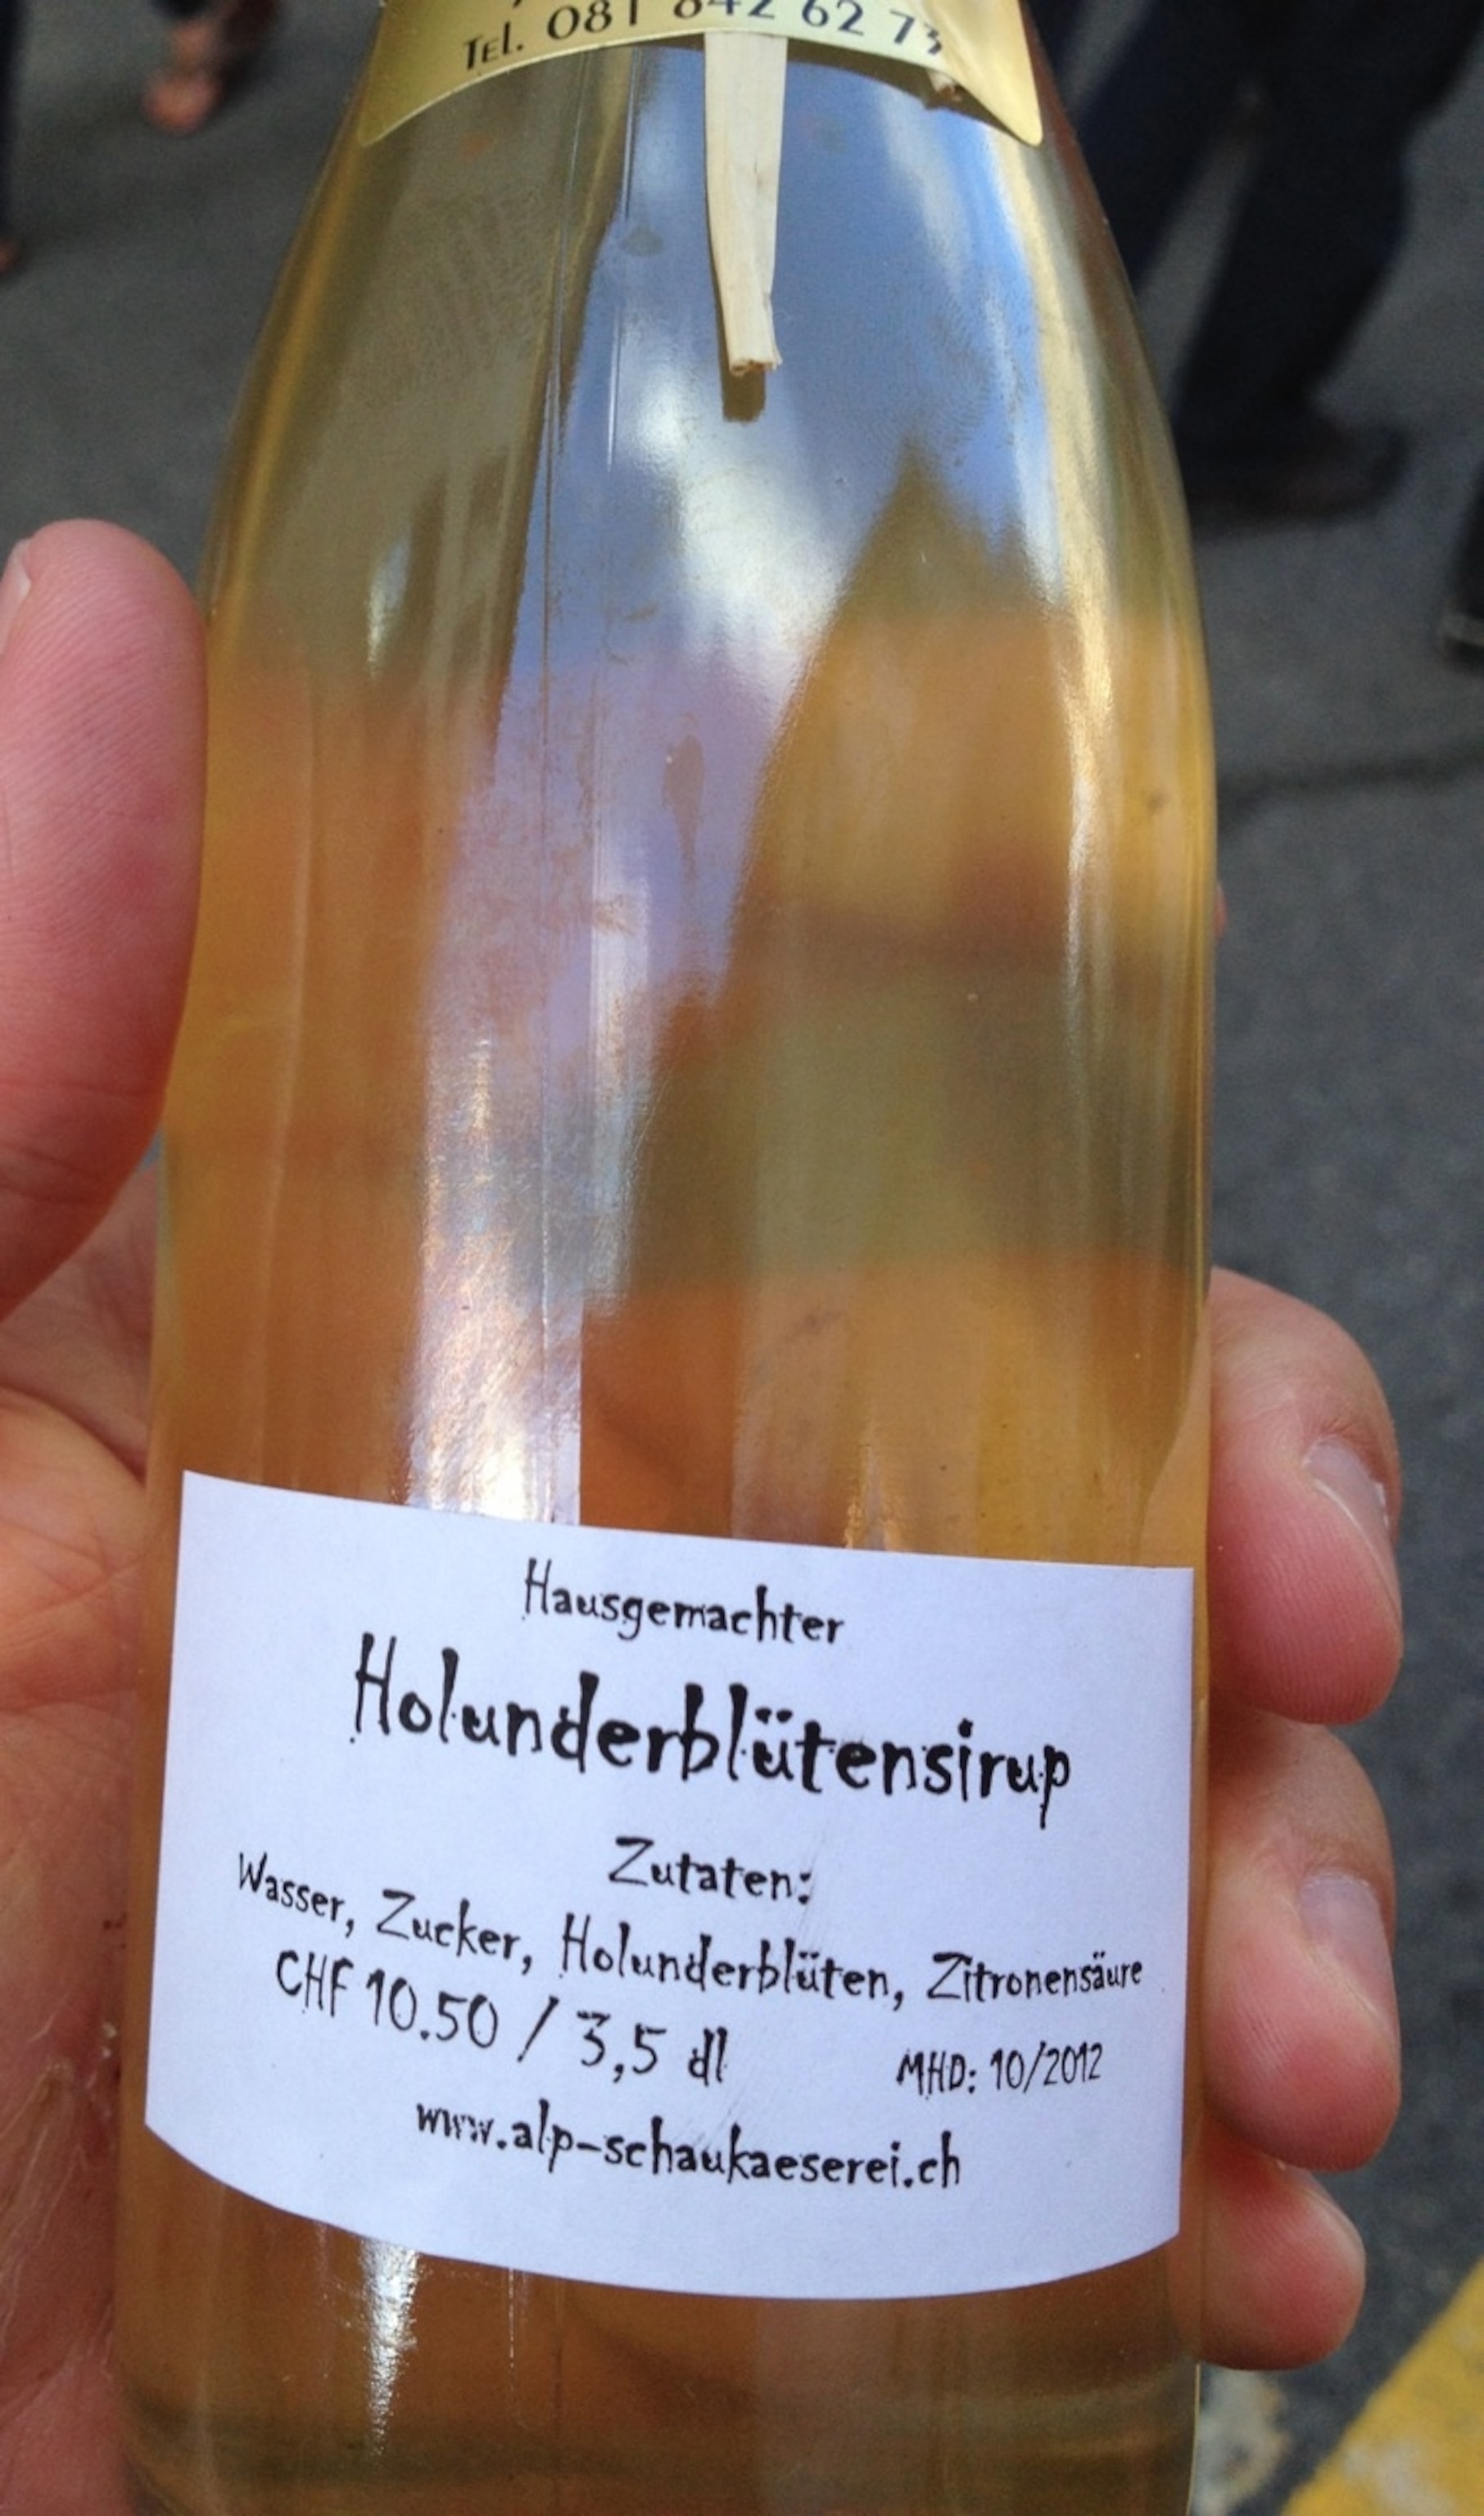 Tel. 081 842 62 73
Hausgemachter
Holunderblütensirup
Zutaten:
Wasser, Zucker, Holunderblüten, Zitronensäure
CHF 10.50 / 3,5 dl
MHD: 10/2012
www.alp-schaukaeserei.ch